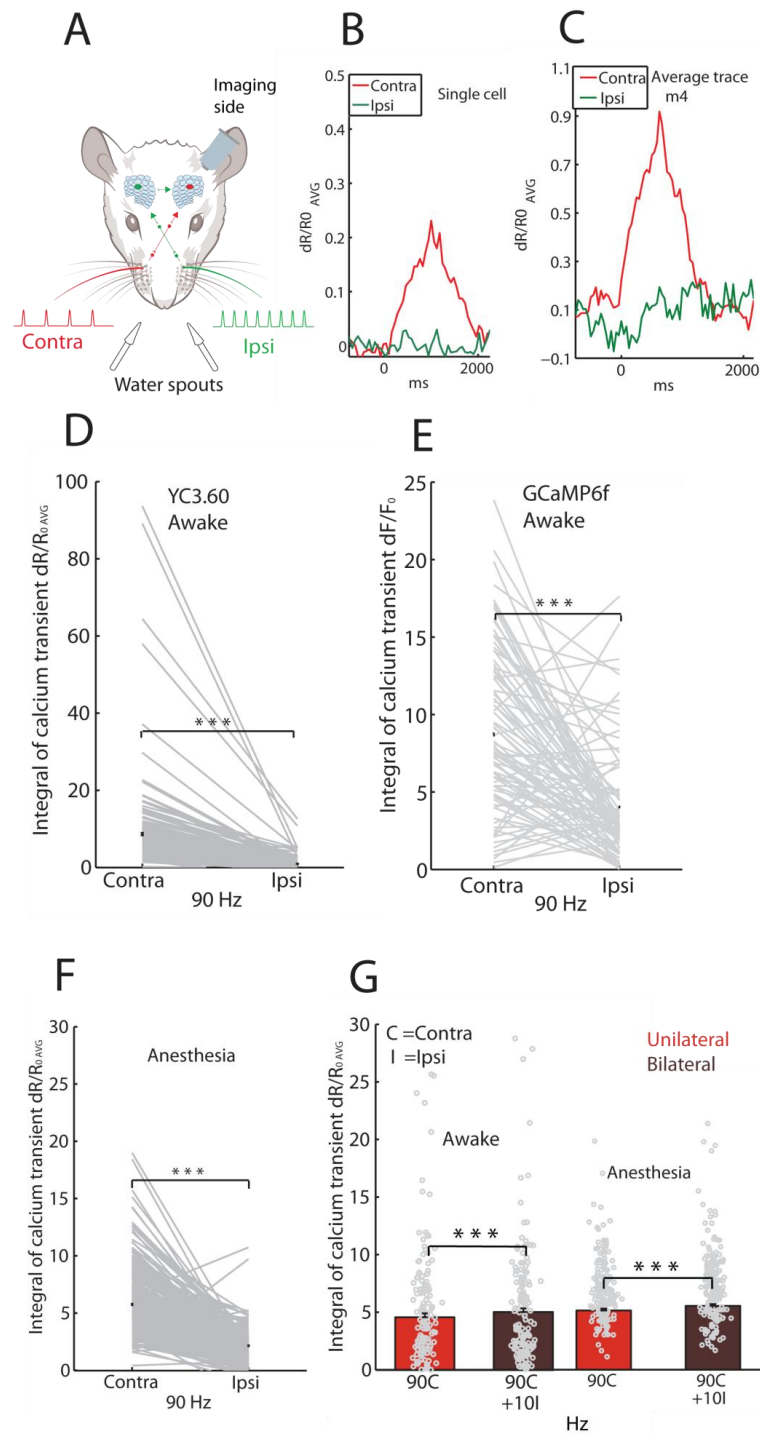 A
Imaging
side
Contra
Ipsi
Water spouts
B
0.5
0.4
0.3
0.2
0.1
0
dR/R0 AVG
Contra
Ipsi
Single cell
0
2000
ms
C
1.1
0.9
0.7
0.5
0.3
0.1
−0.1
dR/R0 AVG
Contra
Ipsi
Average trace
m4
0
2000
ms
D
100
80
60
40
20
0
Integral of calcium transient dR/R0 AVG
YC3.60
Awake
***
Contra
Ipsi
90 Hz
E
25
20
15
10
5
0
Integral of calcium transient dF/F0
GCaMP6f
Awake
***
Contra
Ipsi
90 Hz
F
30
25
20
15
10
5
0
Integral of calcium transient dR/R0 AVG
Anesthesia
***
Contra
Ipsi
90 Hz
G
30
25
20
15
10
5
0
Integral of calcium transient dR/R0 AVG
C =Contra
I =Ipsi
Unilateral
Bilateral
Awake
Anesthesia
***
***
90C
90C
+10I
90C
90C
+10I
Hz